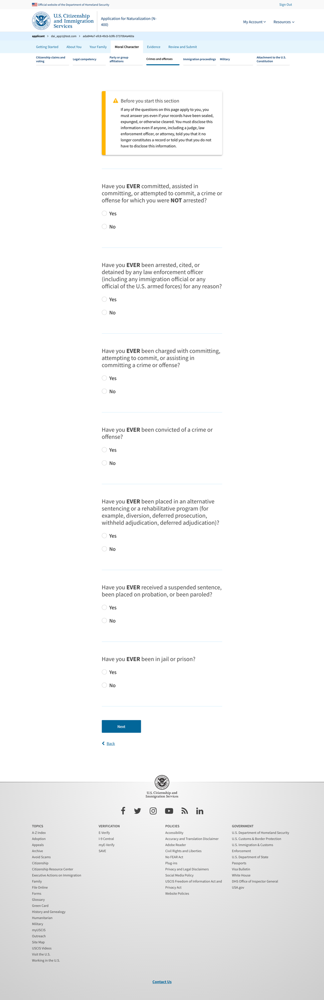 Official website of the Department of Homeland Security
Sign Out
U.S. Citizenship
and Immigration
Services
Application for Naturalization (N-
400)
My Account
Resources
applicant > dai_app1@test.com > ada844a7-efc8-49cb-b3f6-37370b4a460a
Getting Started
About You
Your Family
Moral Character
Evidence
Review and Submit
Citizenship claims and
voting
Legal competency
Party or group
affiliations
Crimes and offenses
Immigration proceedings
Military
Attachment to the U.S.
Constitution
Before you start this section
If any of the questions on this page apply to you, you
must answer yes even if your records have been sealed,
expunged, or otherwise cleared. You must disclose this
information even if anyone, including a judge, law
enforcement officer, or attorney, told you that it no
longer constitutes a record or told you that you do not
have to disclose this information.
Have you EVER committed, assisted in
committing, or attempted to commit, a crime or
offense for which you were NOT arrested?
Yes
No
Have you EVER been arrested, cited, or
detained by any law enforcement officer
(including any immigration official or any
official of the U.S. armed forces) for any reason?
Yes
No
Have you EVER been charged with committing,
attempting to commit, or assisting in
committing a crime or offense?
Yes
No
Have you EVER been convicted of a crime or
offense?
Yes
No
Have you EVER been placed in an alternative
sentencing or a rehabilitative program (for
example, diversion, deferred prosecution,
withheld adjudication, deferred adjudication)?
Yes
No
Have you EVER received a suspended sentence,
been placed on probation, or been paroled?
Yes
No
Have you EVER been in jail or prison?
Yes
No
Next
Back
U.S. Citizenship and
Immigration Services
TOPICS
A-Z Index
Adoption
Appeals
Archive
Avoid Scams
Citizenship
Citizenship Resource Center
Executive Actions on Immigration
Family
File Online
Forms
Glossary
Green Card
History and Genealogy
Humanitarian
Military
myUSCIS
Outreach
Site Map
USCIS Videos
Visit the U.S.
Working in the U.S.
VERIFICATION
E-Verify
I-9 Central
myE-Verify
SAVE
POLICIES
Accessibility
Accuracy and Translation Disclaimer
Adobe Reader
Civil Rights and Liberties
No FEAR Act
Plug-ins
Privacy and Legal Disclaimers
Social Media Policy
USCIS Freedom of Information Act and
Privacy Act
Website Policies
GOVERNMENT
U.S. Department of Homeland Security
U.S. Customs & Border Protection
U.S. Immigration & Customs
Enforcement
U.S. Department of State
Passports
Visa Bulletin
White House
DHS Office of Inspector General
USA.gov
Contact Us